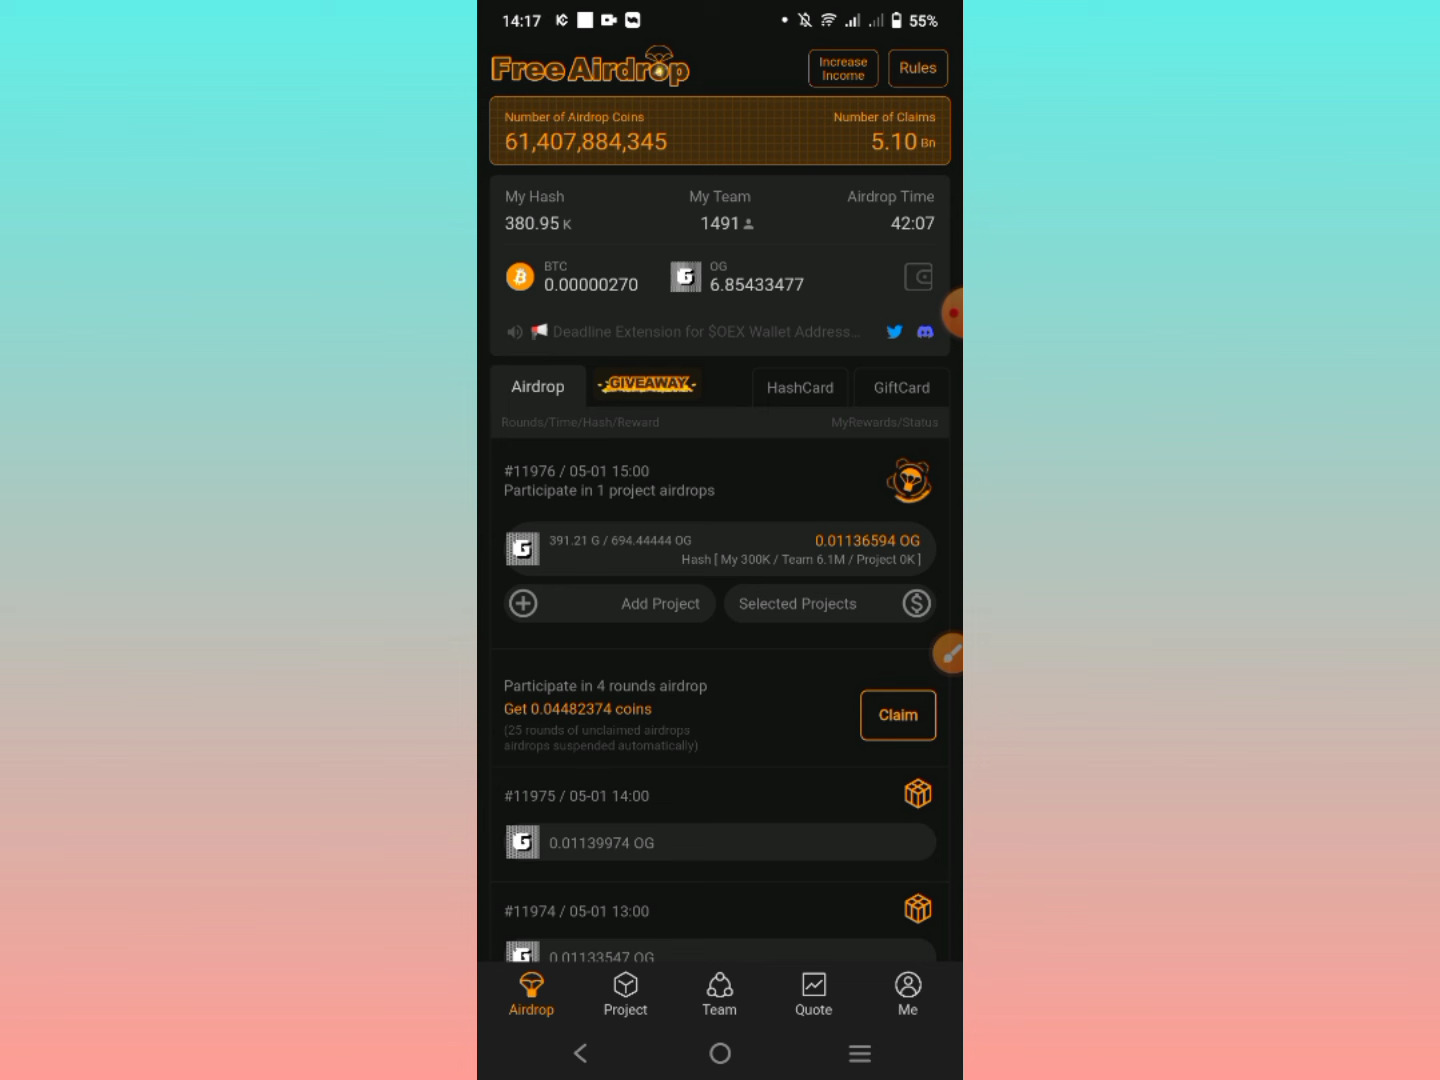 14:17
55%
Free Airdrop
Increase
Income
Rules
Number of Airdrop Coins
Number of Claims
61,407,884,345
5.10 Bn
My Hash
My Team
Airdrop Time
380.95 K
1491
42:07
BTC
0.00000270
OG
6.85433477
Deadline Extension for $OEX Wallet Address...
Airdrop
GIVEAWAY
HashCard
GiftCard
Rounds/Time/Hash/Reward
MyRewards/Status
#11976 / 05-01 15:00
Participate in 1 project airdrops
391.21 G / 694.44444 OG
0.01136594 OG
Hash [ My 300K / Team 6.1M / Project 0K ]
Add Project
Selected Projects
Participate in 4 rounds airdrop
Get 0.04482374 coins
(25 rounds of unclaimed airdrops
airdrops suspended automatically)
Claim
#11975 / 05-01 14:00
0.01139974 OG
#11974 / 05-01 13:00
0.01133547 OG
Airdrop
Project
Team
Quote
Me